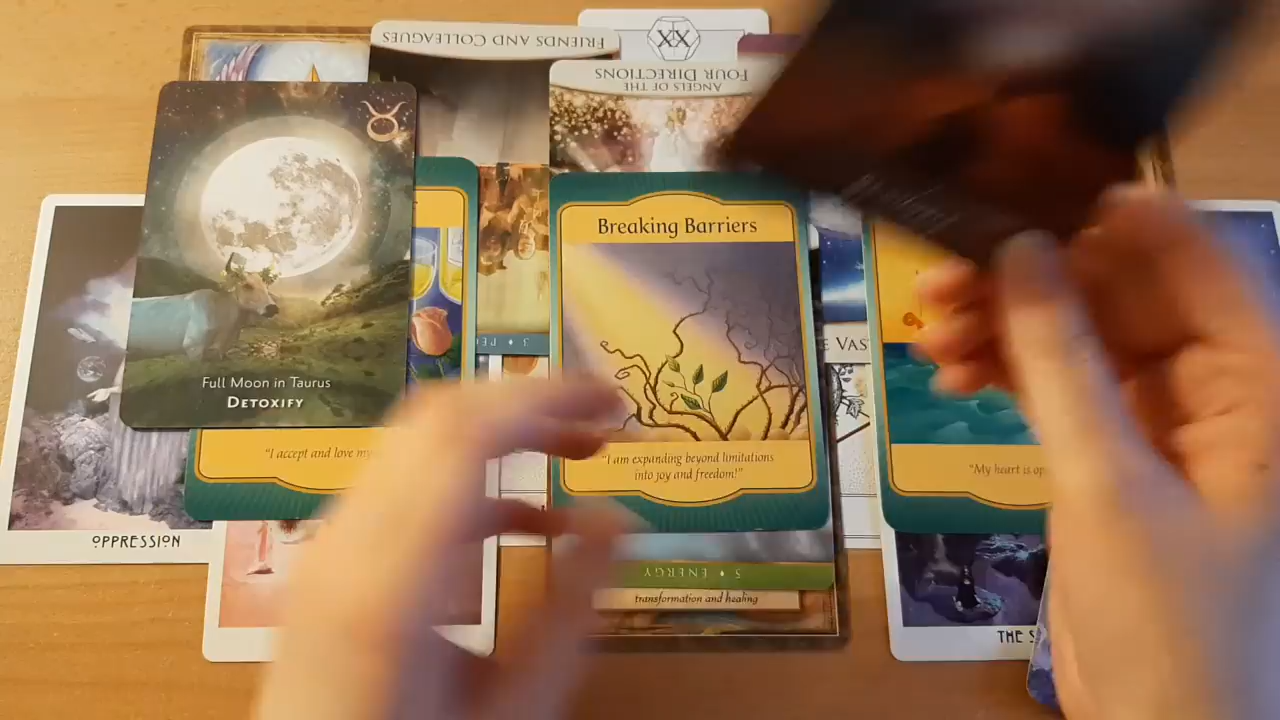 FRIENDS AND COLLEAGUES
XX
ANGELS OF THE
FOUR DIRECTIONS
Full Moon in Taurus
DETOXIFY
Breaking Barriers
"I am expanding beyond limitations
into joy and freedom!"
"I accept and love my
"My heart is op
VAS
OPPRESSION
5 • ENERGY
transformation and healing
THE S